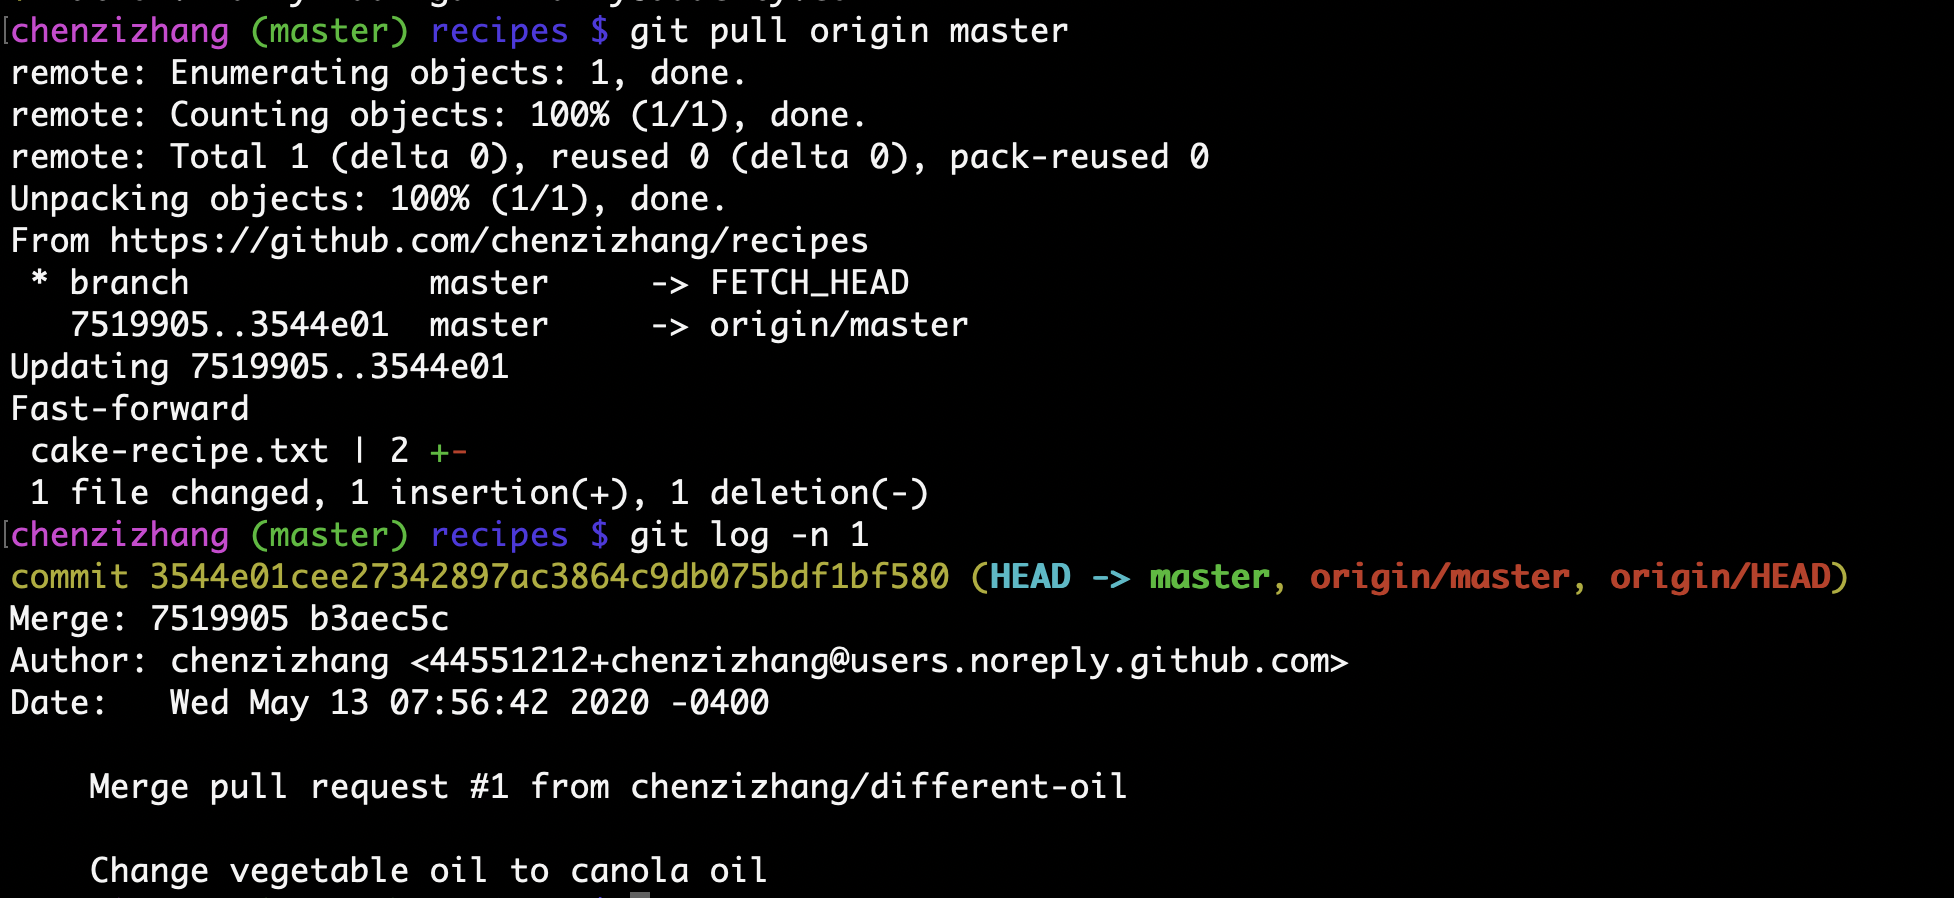 chenzizhang (master) recipes $ git pull origin master
remote: Enumerating objects: 1, done.
remote: Counting objects: 100% (1/1), done.
remote: Total 1 (delta 0), reused 0 (delta 0), pack-reused 0
Unpacking objects: 100% (1/1), done.
From https://github.com/chenzizhang/recipes
 * branch            master     -> FETCH_HEAD
   7519905..3544e01  master     -> origin/master
Updating 7519905..3544e01
Fast-forward
 cake-recipe.txt | 2 +-
 1 file changed, 1 insertion(+), 1 deletion(-)
chenzizhang (master) recipes $ git log -n 1
commit 3544e01cee27342897ac3864c9db075bdf1bf580 (HEAD -> master, origin/master, origin/HEAD)
Merge: 7519905 b3aec5c
Author: chenzizhang <44551212+chenzizhang@users.noreply.github.com>
Date:   Wed May 13 07:56:42 2020 -0400
    Merge pull request #1 from chenzizhang/different-oil
    Change vegetable oil to canola oil